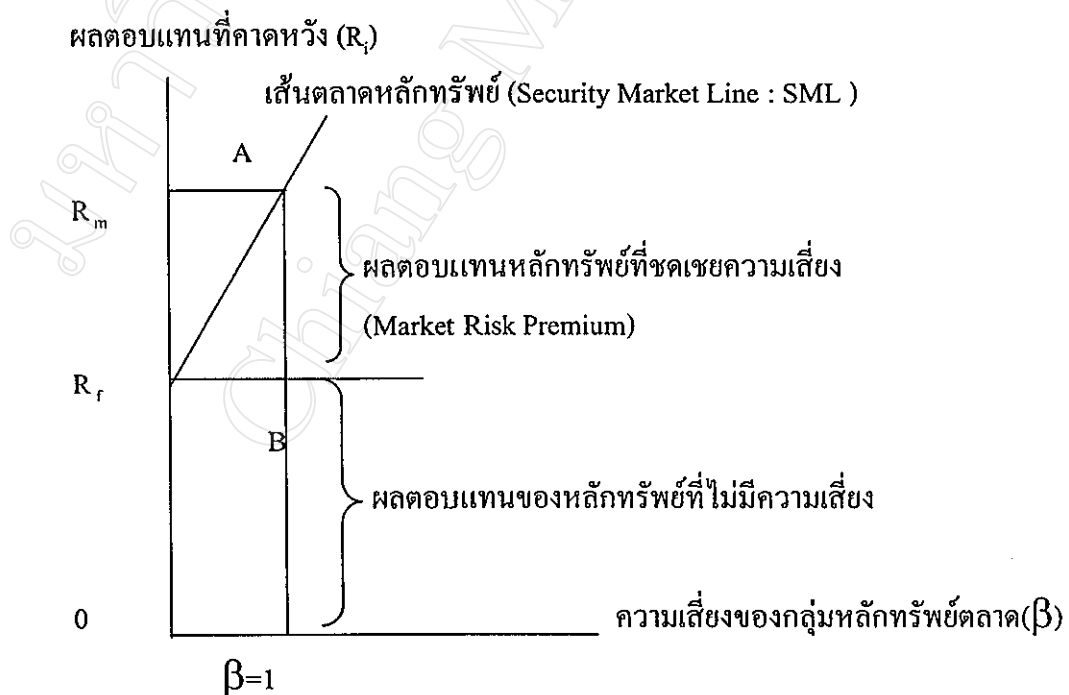 ผลตอบแทนที่คาดหวัง (Ri)
เส้นตลาดหลักทรัพย์ (Security Market Line : SML )
A
Rm
ผลตอบแทนหลักทรัพย์ที่ชดเชยความเสี่ยง
(Market Risk Premium)
Rf
B
ผลตอบแทนของหลักทรัพย์ที่ไม่มีความเสี่ยง
0
ความเสี่ยงของกลุ่มหลักทรัพย์ตลาด(β)
β=1
มหาวิ
Chiang M